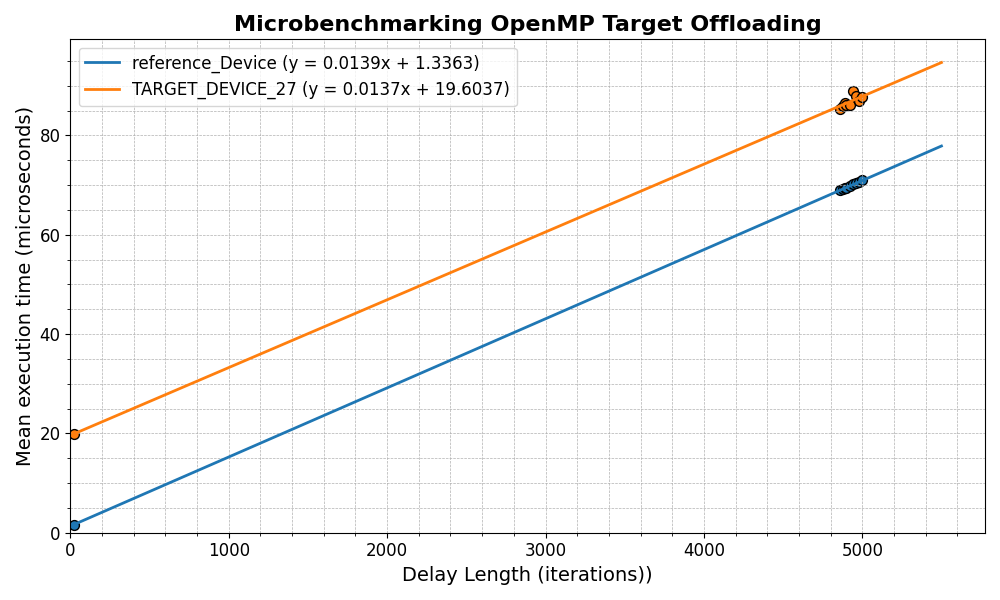 Microbenchmarking OpenMP Target Offloading
reference_Device (y = 0.0139x + 1.3363)
TARGET_DEVICE_27 (y = 0.0137x + 19.6037)
Mean execution time (microseconds)
80
60
40
20
0
0 1000 2000 3000 4000 5000
Delay Length (iterations))